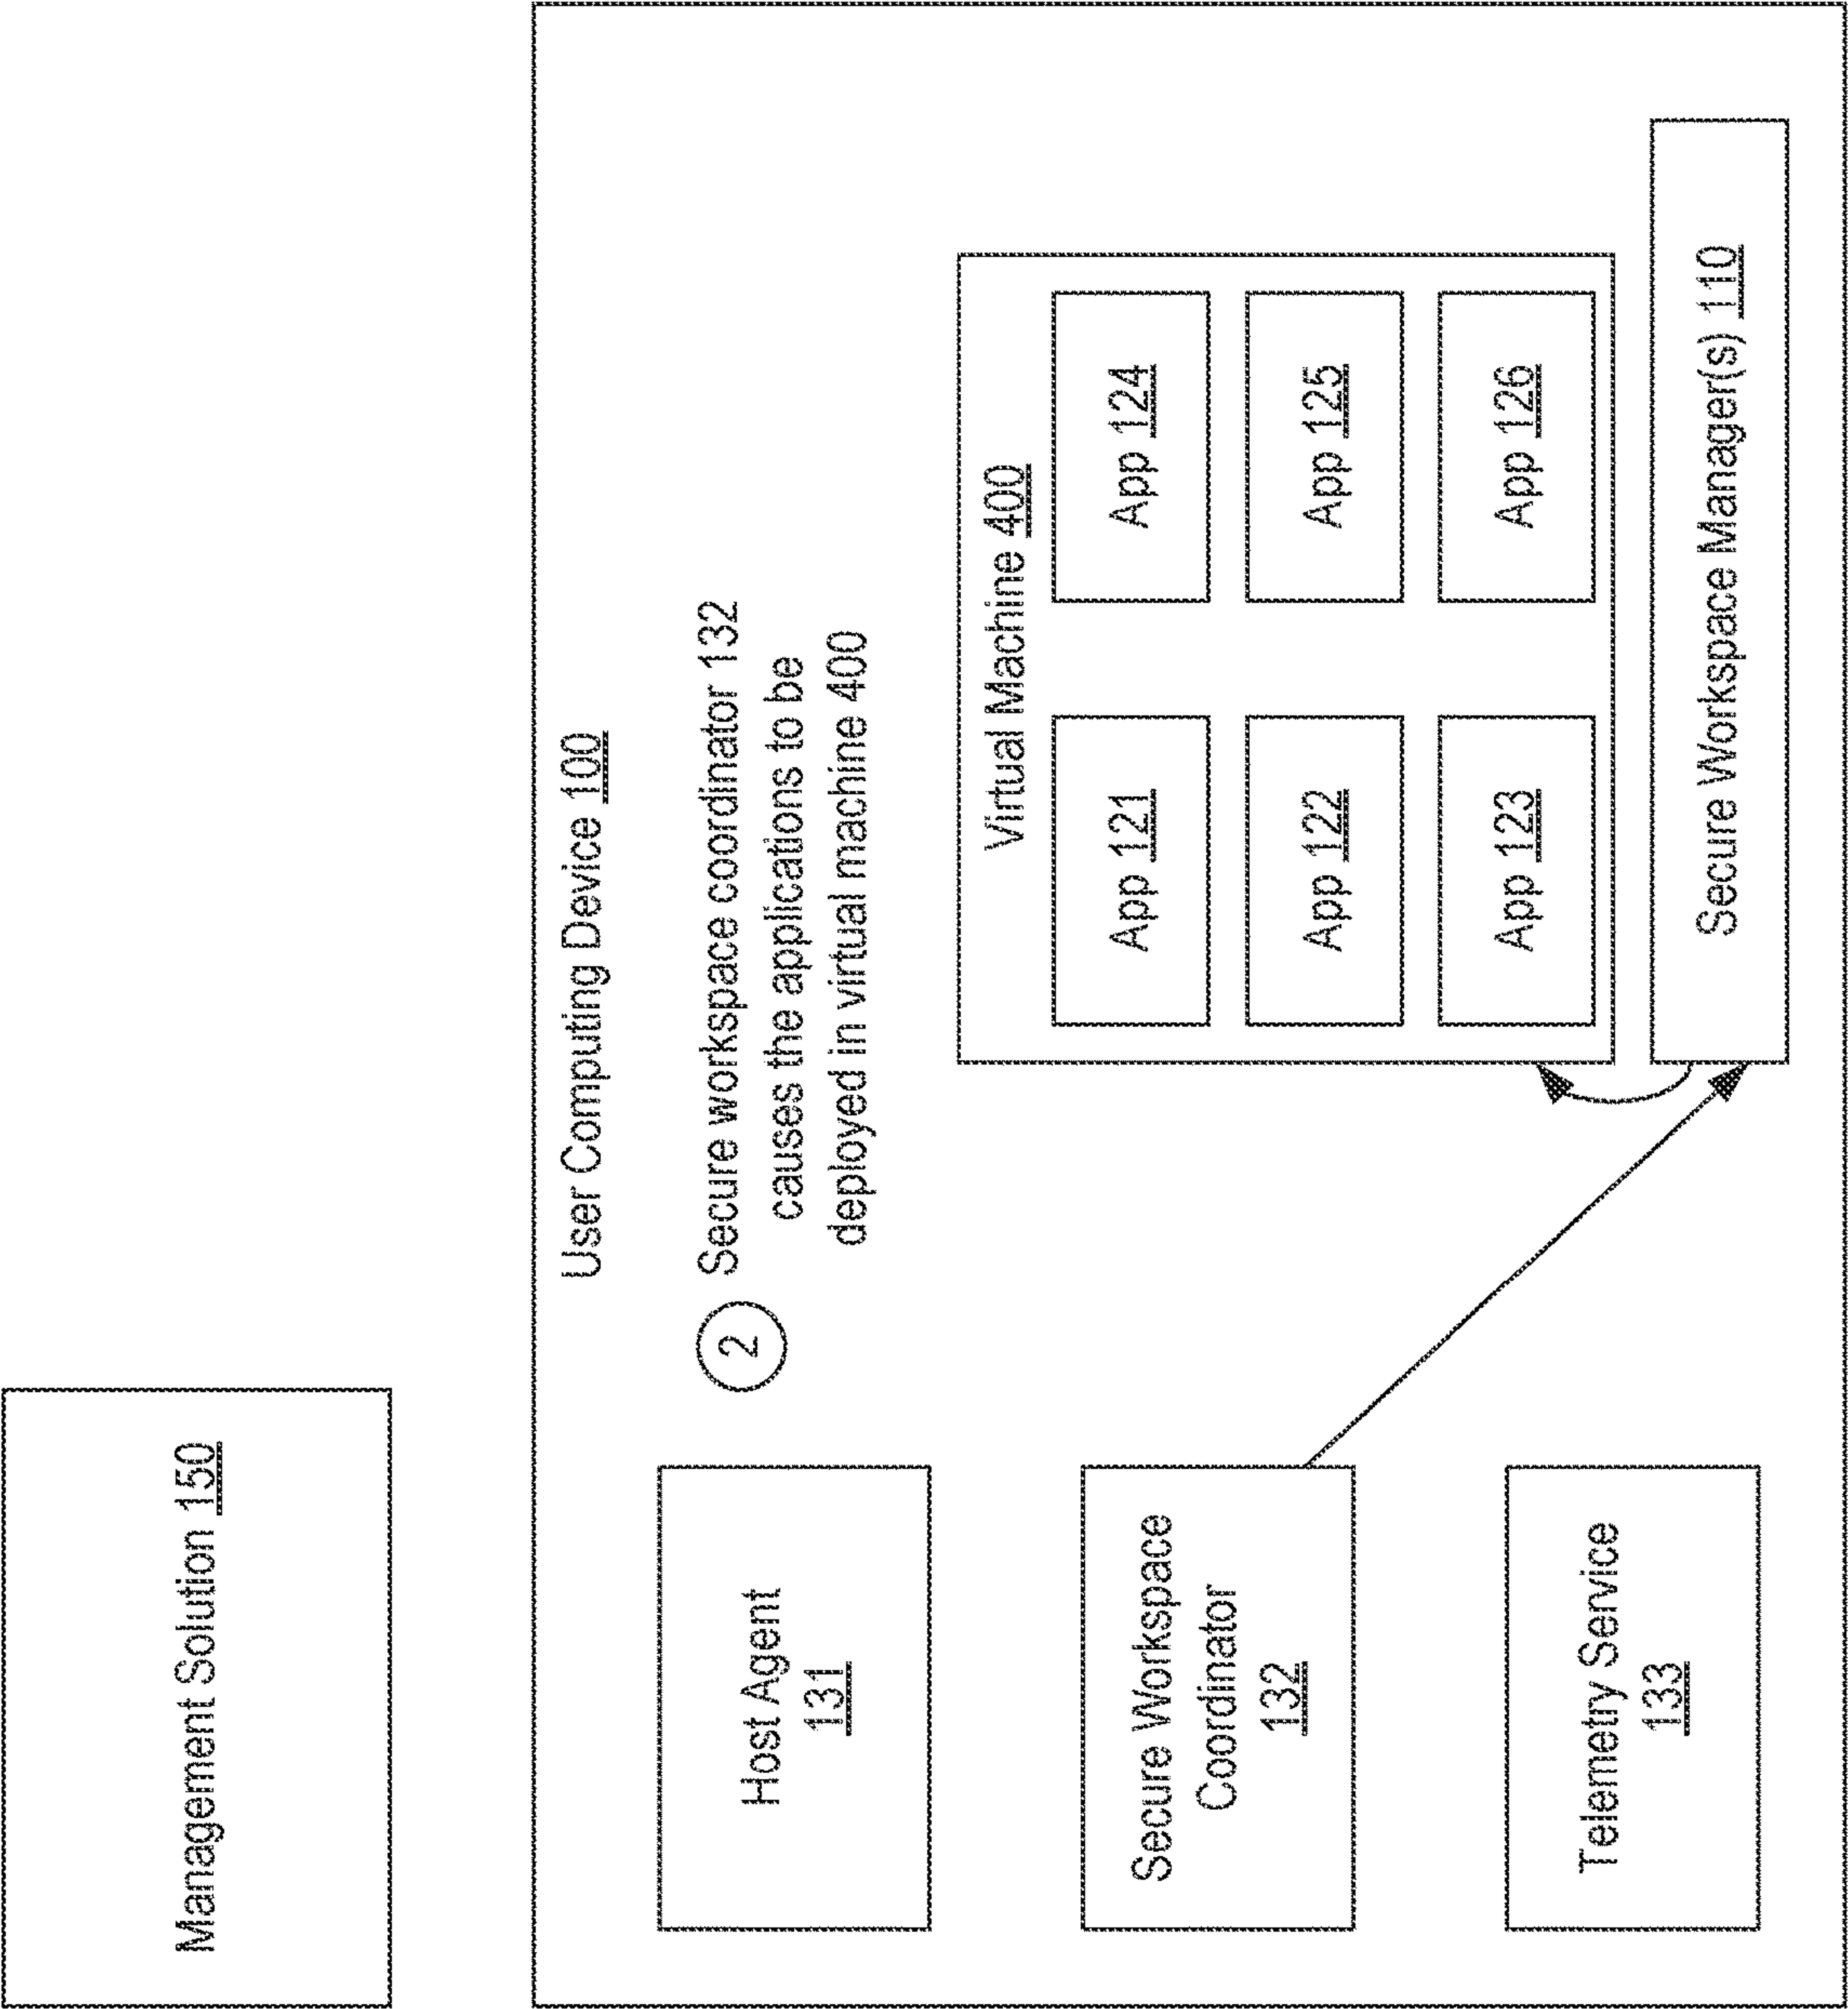 Management Solution 150
User Computing Device 100
2
Secure workspace coordinator 132
causes the applications to be
deployed in virtual machine 400
Host Agent
131
Secure Workspace
Coordinator
132
Telemetry Service
133
Virtual Machine 400
App 121
App 124
App 122
App 125
App 123
App 126
Secure Workspace Manager(s) 110